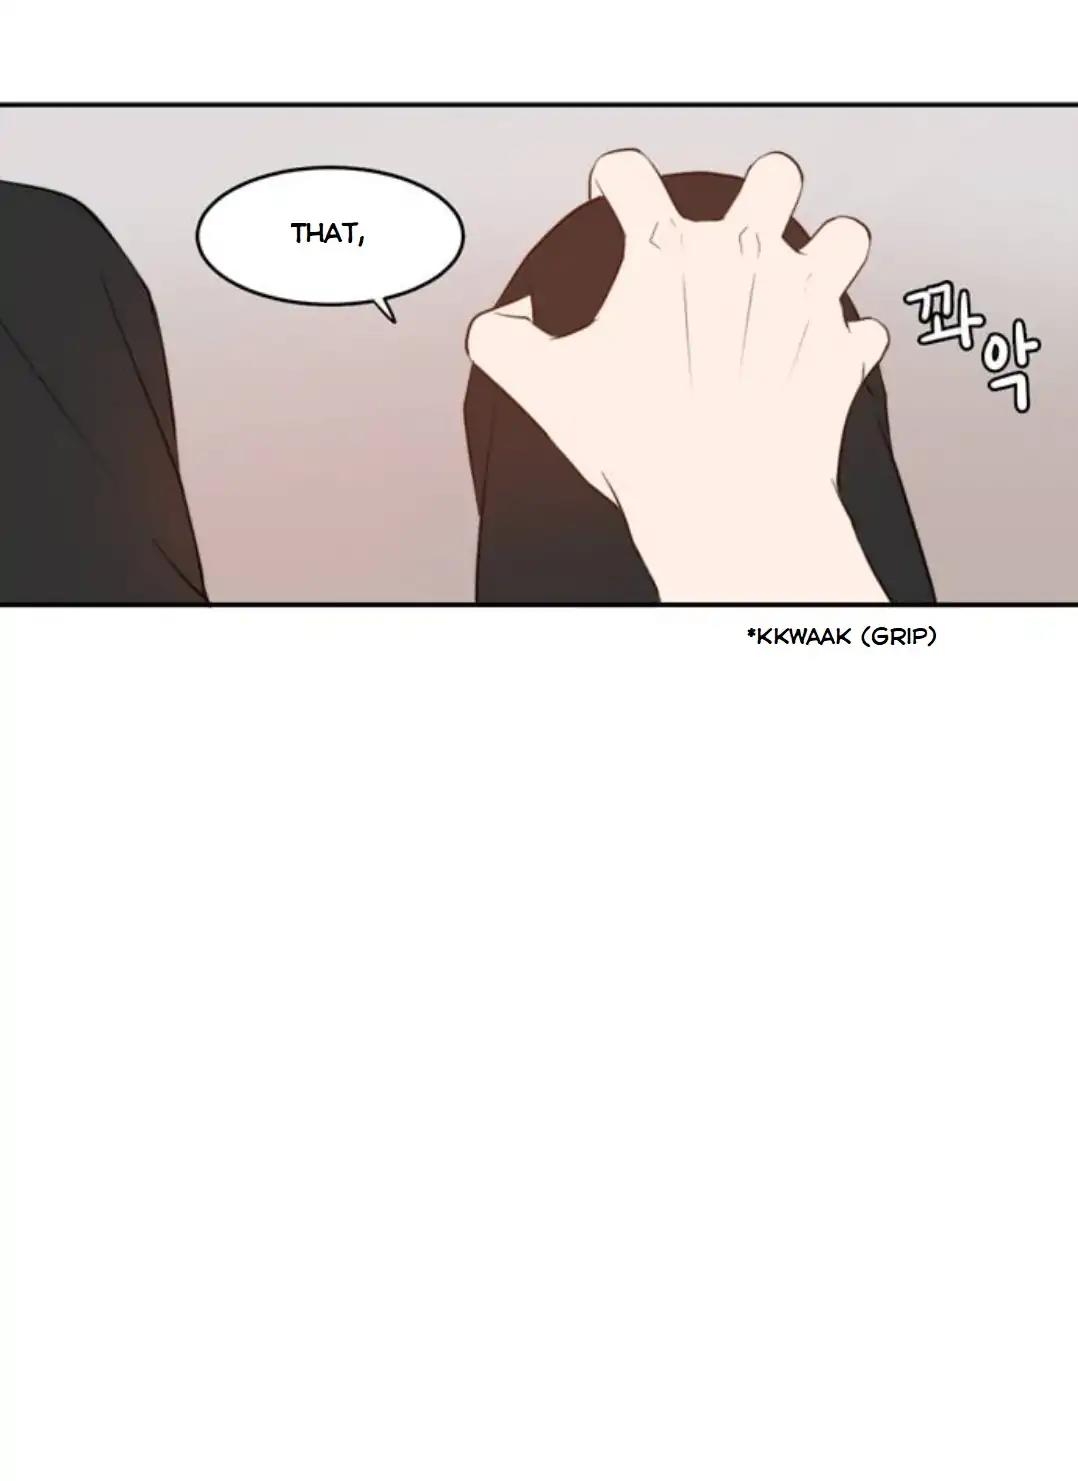 THAT,
꽈
악
*KKWAAK (GRIP)